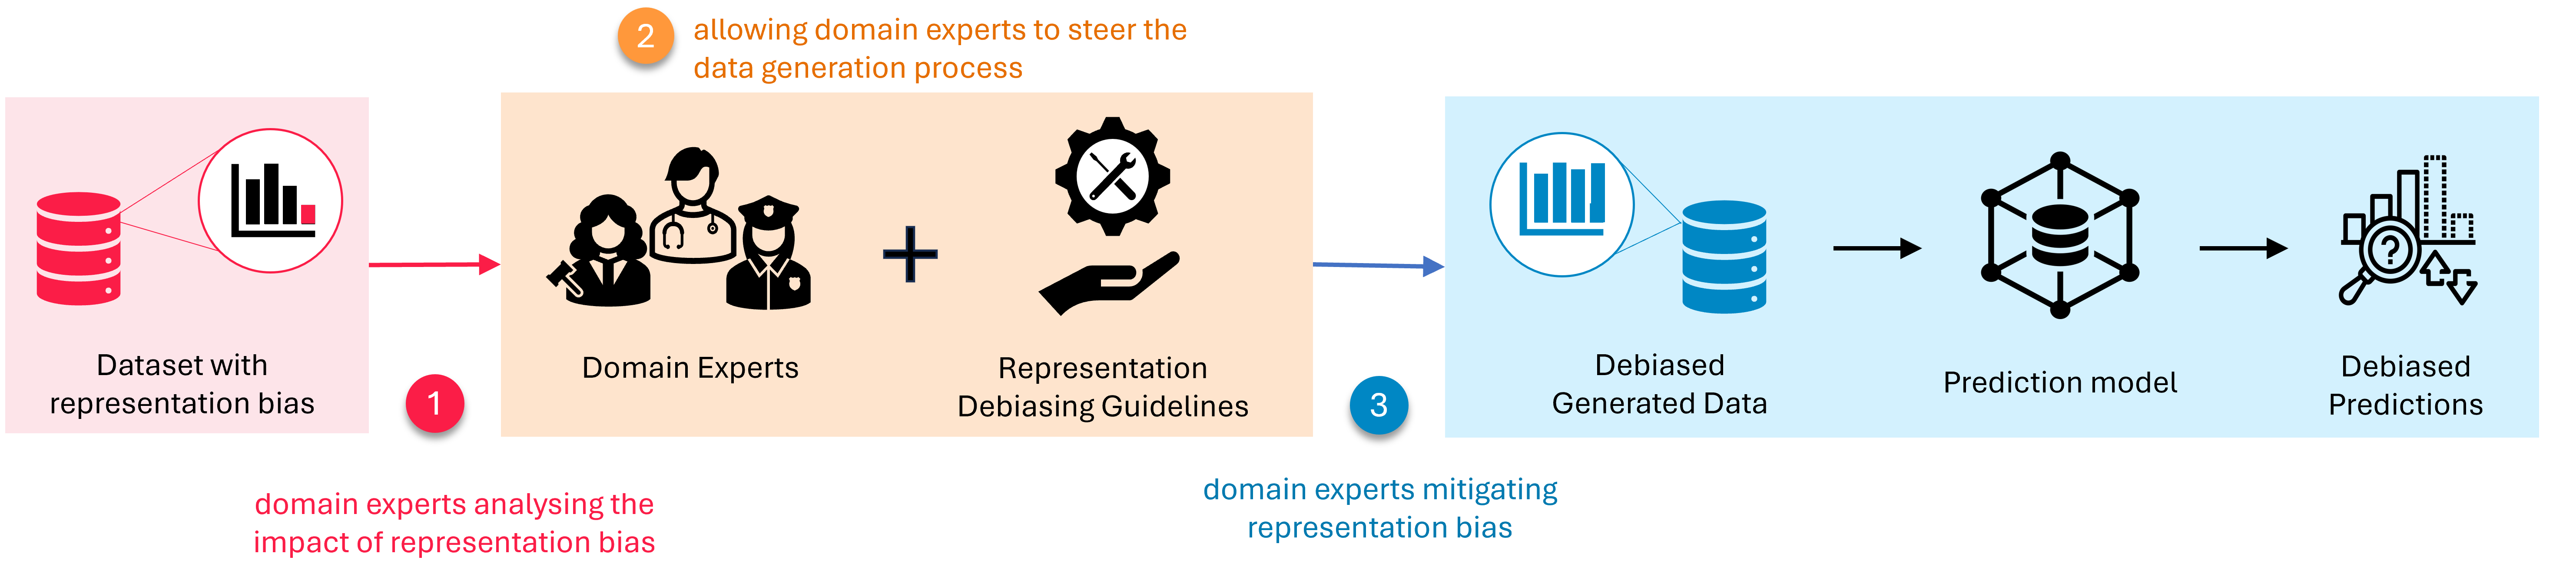 2
allowing domain experts to steer the
data generation process
Dataset with
representation bias
1
domain experts analysing the
impact of representation bias
Domain Experts
Representation
Debiasing Guidelines
3
domain experts mitigating
representation bias
Debiased
Generated Data
Prediction model
?
Debiased
Predictions